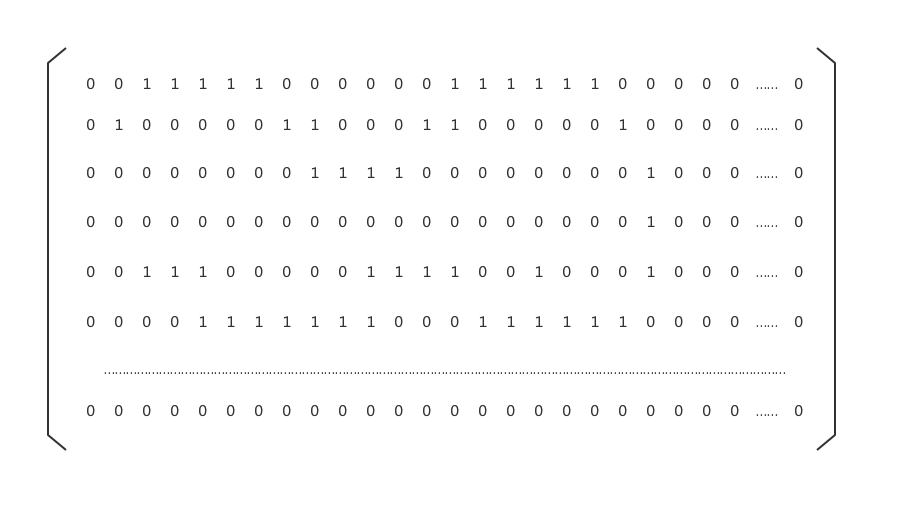 0 0 1 1 1 1 1 0 0 0 0 0 0 1 1 1 1 1 1 0 0 0 0 0 ...... 0
0 1 0 0 0 0 0 1 1 0 0 0 1 1 0 0 0 0 0 1 0 0 0 0 ...... 0
0 0 0 0 0 0 0 0 1 1 1 1 0 0 0 0 0 0 0 0 1 0 0 0 ...... 0
0 0 0 0 0 0 0 0 0 0 0 0 0 0 0 0 0 0 0 0 1 0 0 0 ...... 0
0 0 1 1 1 0 0 0 0 0 1 1 1 1 0 0 1 0 0 0 1 0 0 0 ...... 0
0 0 0 0 1 1 1 1 1 1 1 0 0 0 1 1 1 1 1 1 0 0 0 0 ...... 0
................................................................................
0 0 0 0 0 0 0 0 0 0 0 0 0 0 0 0 0 0 0 0 0 0 0 0 ...... 0